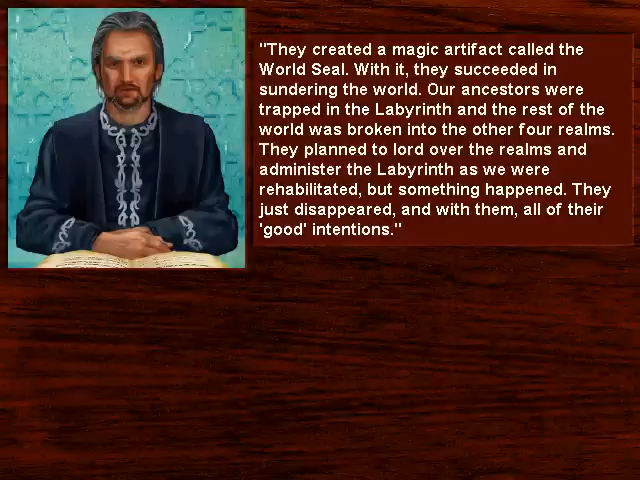 "They created a magic artifact called the
World Seal. With it, they succeeded in
sundering the world. Our ancestors were
trapped in the Labyrinth and the rest of the
world was broken into the other four realms.
They planned to lord over the realms and
administer the Labyrinth as we were
rehabilitated, but something happened. They
just disappeared, and with them, all of their
'good' intentions."